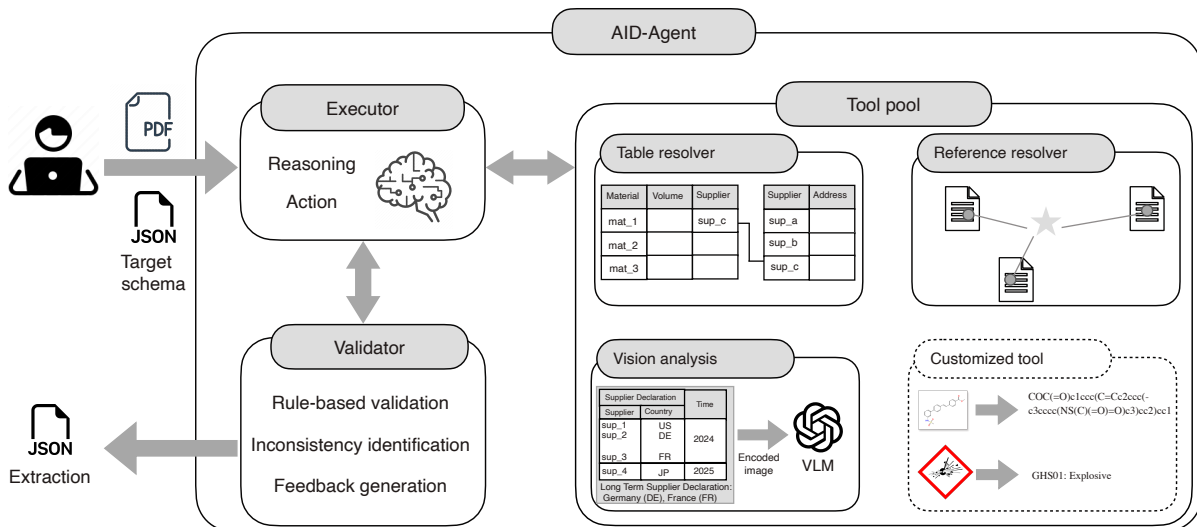 AID-Agent
PDF
JSON
Target
schema
Executor
Reasoning
Action
Validator
Rule-based validation
Inconsistency identification
Feedback generation
JSON
Extraction
Tool pool
Table resolver
Material Volume Supplier
mat_1 sup_c
mat_2
mat_3
Supplier Address
sup_a
sup_b
sup_c
Reference resolver
Vision analysis
Supplier Declaration Time
Supplier Country
sup_1 US
sup_2 DE 2024
sup_3 FR
sup_4 JP 2025
Long Term Supplier Declaration:
Germany (DE), France (FR)
Encoded
image
VLM
Customized tool
COC(=O)c1ccc(C=Cc2ccc(-
c3cccc(NS(C)(=O)=O)c3)cc2)cc1
GHS01: Explosive